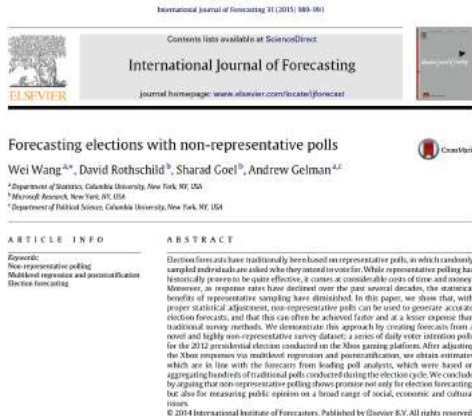 International Journal of Forecasting 31 (2015) 980–991
Contents lists available at ScienceDirect
International Journal of Forecasting
journal homepage: www.elsevier.com/locate/ijforecast
ELSEVIER
Forecasting elections with non-representative polls
CrossMark
Wei Wang a,*, David Rothschild b, Sharad Goel b, Andrew Gelman a,c
a Department of Statistics, Columbia University, New York, NY, USA
b Microsoft Research, New York, NY, USA
c Department of Political Science, Columbia University, New York, NY, USA
ARTICLE INFO
Keywords:
Non-representative polling
Multilevel regression and poststratification
Election forecasting
ABSTRACT
Election forecasts have traditionally been based on representative polls, in which randomly
sampled individuals are asked who they intend to vote for. While representative polling has
historically proven to be quite effective, it comes at considerable costs of time and money.
Moreover, as response rates have declined over the past several decades, the statistical
benefits of representative sampling have diminished. In this paper, we show that, with
proper statistical adjustment, non-representative polls can be used to generate accurate
election forecasts, and that this can often be achieved faster and at a lesser expense than
traditional survey methods. We demonstrate this approach by creating forecasts from a
novel and highly non-representative survey dataset: a series of daily voter intention polls
for the 2012 presidential election conducted on the Xbox gaming platform. After adjusting
the Xbox responses via multilevel regression and poststratification, we obtain estimates
which are in line with the forecasts from leading poll analysts, which were based on
aggregating hundreds of traditional polls conducted during the election cycle. We conclude
by arguing that non-representative polling shows promise not only for election forecasting,
but also for measuring public opinion on a broad range of social, economic and cultural
issues.
© 2014 International Institute of Forecasters. Published by Elsevier B.V. All rights reserved.